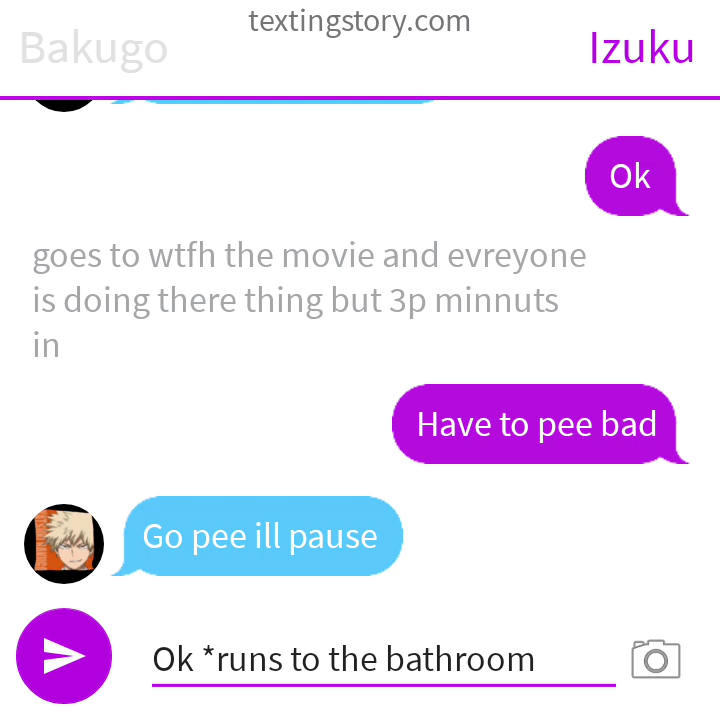 textingstory.com
Bakugo
Izuku
Ok
goes to wtfh the movie and evreyone
is doing there thing but 3p minnuts
in
Have to pee bad
Go pee ill pause
Ok *runs to the bathroom